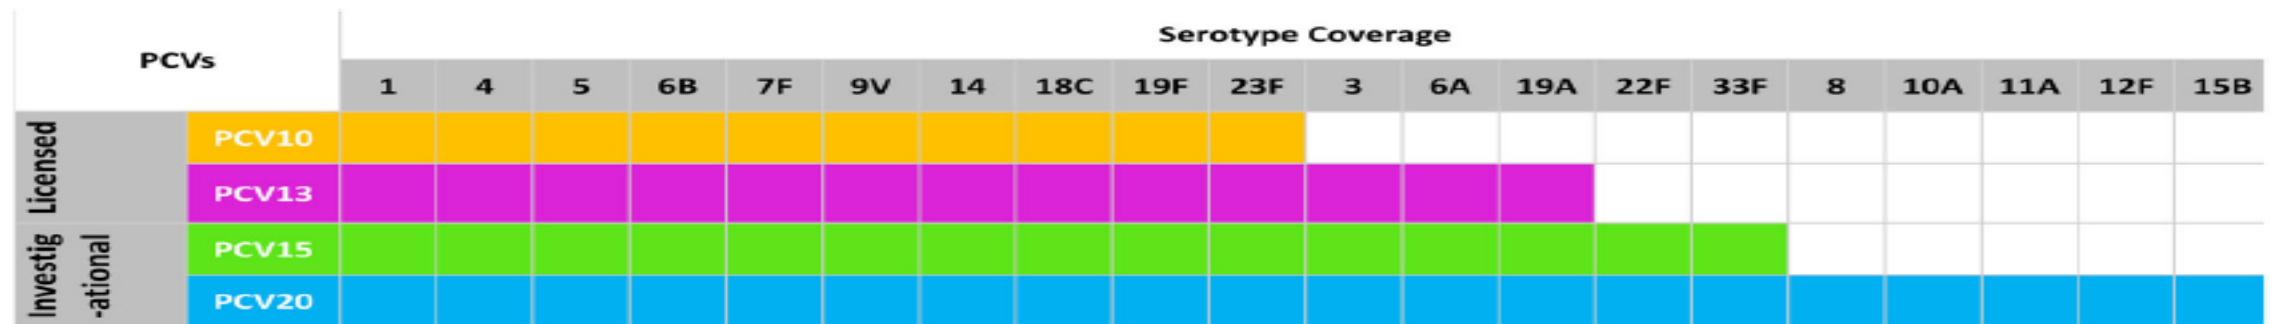 PCVs
Serotype Coverage
1 4 5 6B 7F 9V 14 18C 19F 23F 3 6A 19A 22F 33F 8 10A 11A 12F 15B
Licensed
PCV10
PCV13
Investig
-ational
PCV15
PCV20